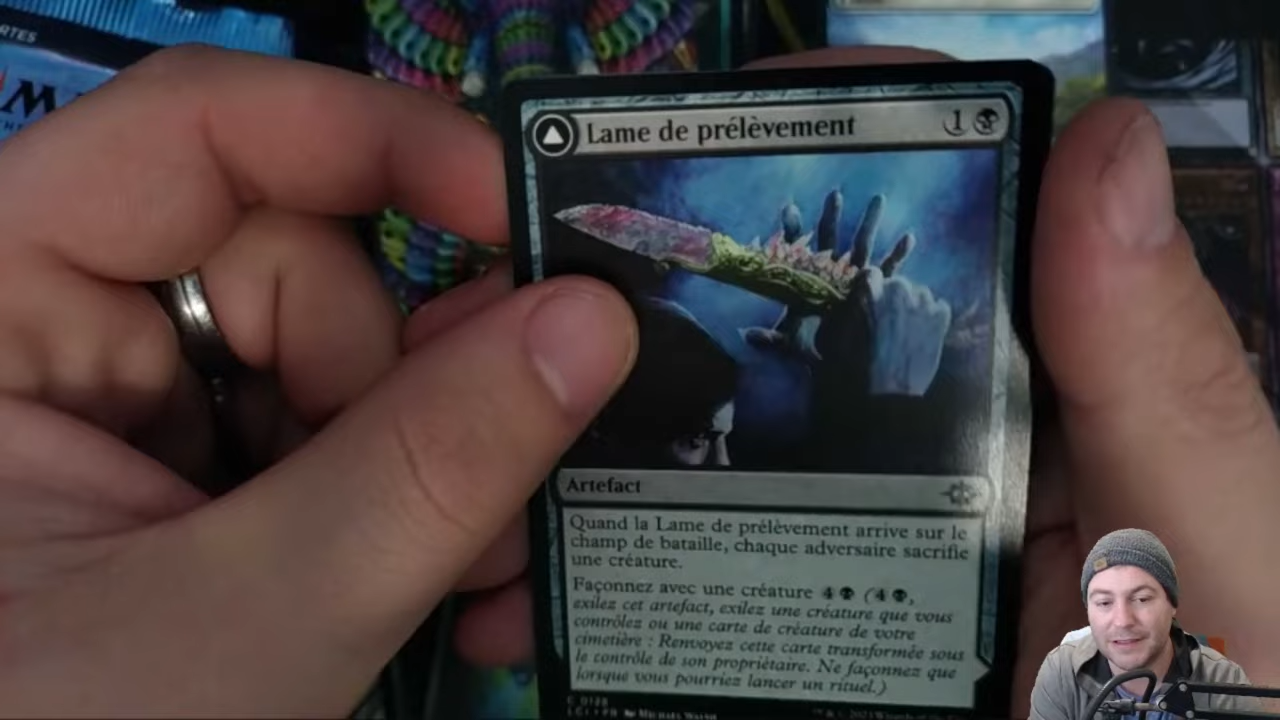 RTES
M
THE
Lame de prélèvement
1
Artefact
Quand la Lame de prélèvement arrive sur le
champ de bataille, chaque adversaire sacrifie
une créature.
Façonnez avec une créature 4 (4,
exilez cet artefact, exilez une créature que vous
contrôlez ou une carte de créature de votre
cimetière : Renvoyez cette carte transformée sous
le contrôle de son propriétaire. Ne façonnez que
lorsque vous pourriez lancer un rituel.)